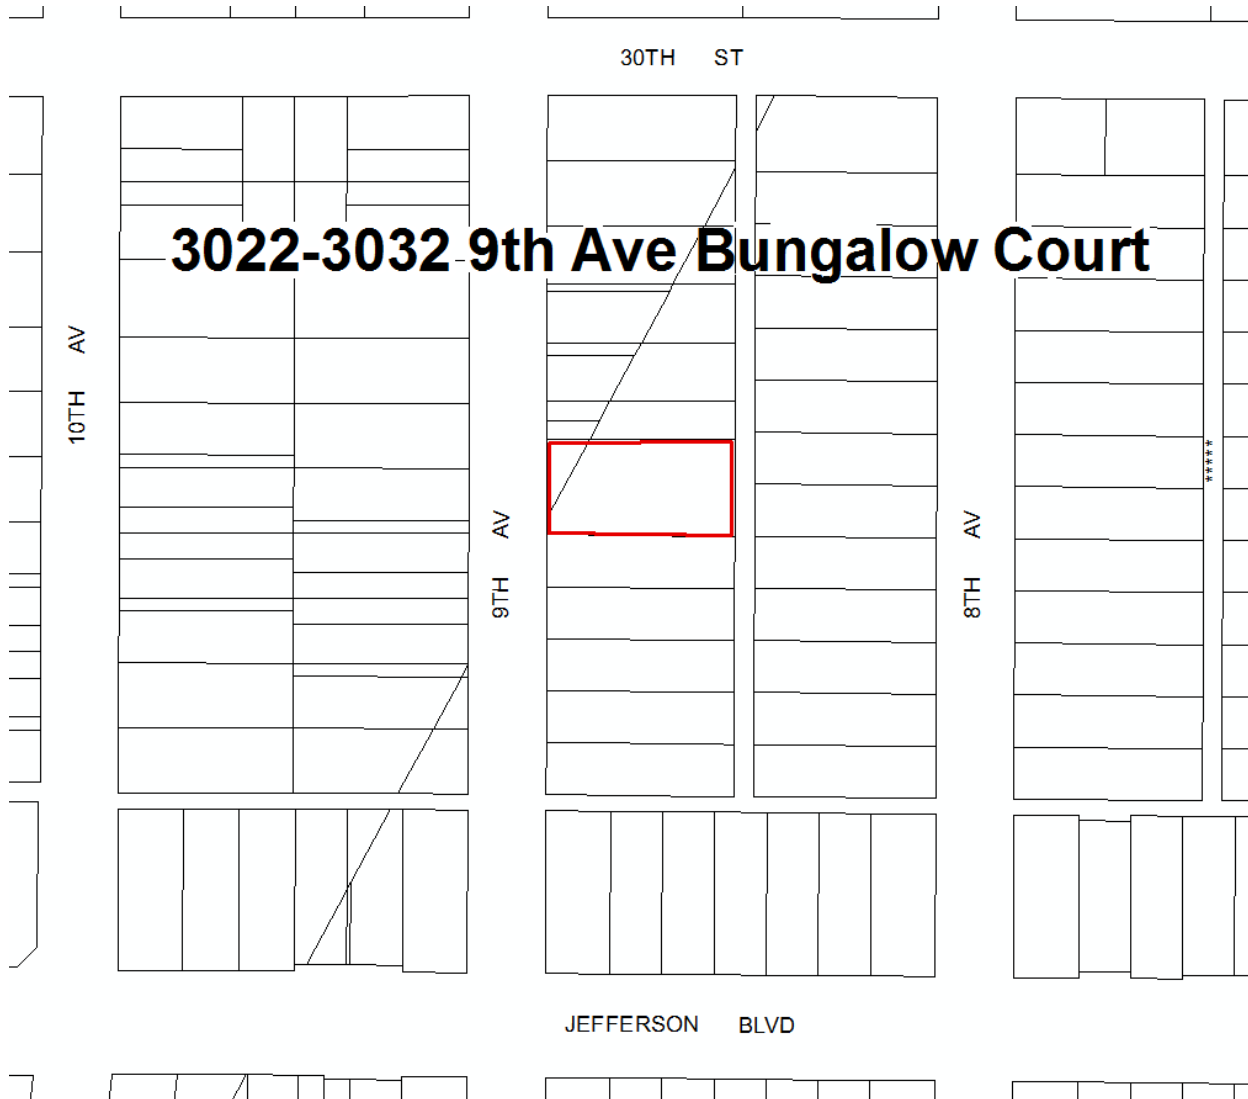 30TH ST
3022-3032 9th Ave Bungalow Court
10TH AV
9TH AV
8TH AV
*****
JEFFERSON BLVD